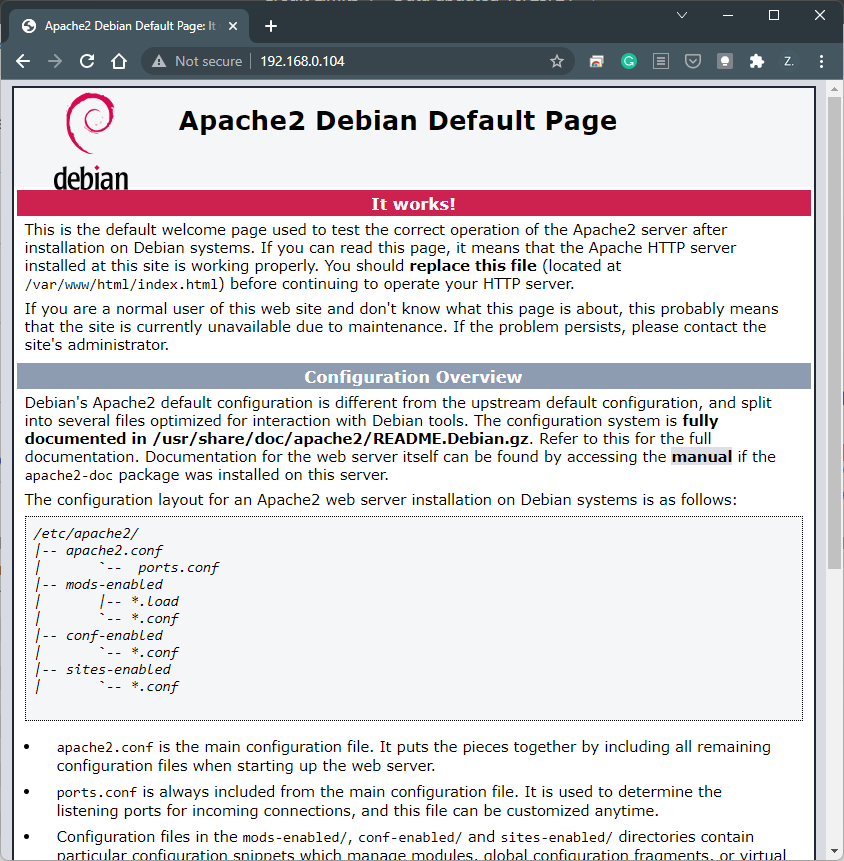 Apache2 Debian Default Page: It
Not secure
192.168.0.104
Z.
debian
Apache2 Debian Default Page
It works!
This is the default welcome page used to test the correct operation of the Apache2 server after
installation on Debian systems. If you can read this page, it means that the Apache HTTP server
installed at this site is working properly. You should replace this file (located at
/var/www/html/index.html) before continuing to operate your HTTP server.
If you are a normal user of this web site and don't know what this page is about, this probably means
that the site is currently unavailable due to maintenance. If the problem persists, please contact the
site's administrator.
Configuration Overview
Debian's Apache2 default configuration is different from the upstream default configuration, and split
into several files optimized for interaction with Debian tools. The configuration system is fully
documented in /usr/share/doc/apache2/README.Debian.gz. Refer to this for the full
documentation. Documentation for the web server itself can be found by accessing the manual if the
apache2-doc package was installed on this server.
The configuration layout for an Apache2 web server installation on Debian systems is as follows:
/etc/apache2/
|-- apache2.conf
|       `--  ports.conf
|-- mods-enabled
|       |-- *.load
|       `-- *.conf
|-- conf-enabled
|       `-- *.conf
|-- sites-enabled
|       `-- *.conf
• apache2.conf is the main configuration file. It puts the pieces together by including all remaining
configuration files when starting up the web server.
• ports.conf is always included from the main configuration file. It is used to determine the
listening ports for incoming connections, and this file can be customized anytime.
• Configuration files in the mods-enabled/, conf-enabled/ and sites-enabled/ directories contain
particular configuration snippets which manage modules, global configuration fragments, or virtual